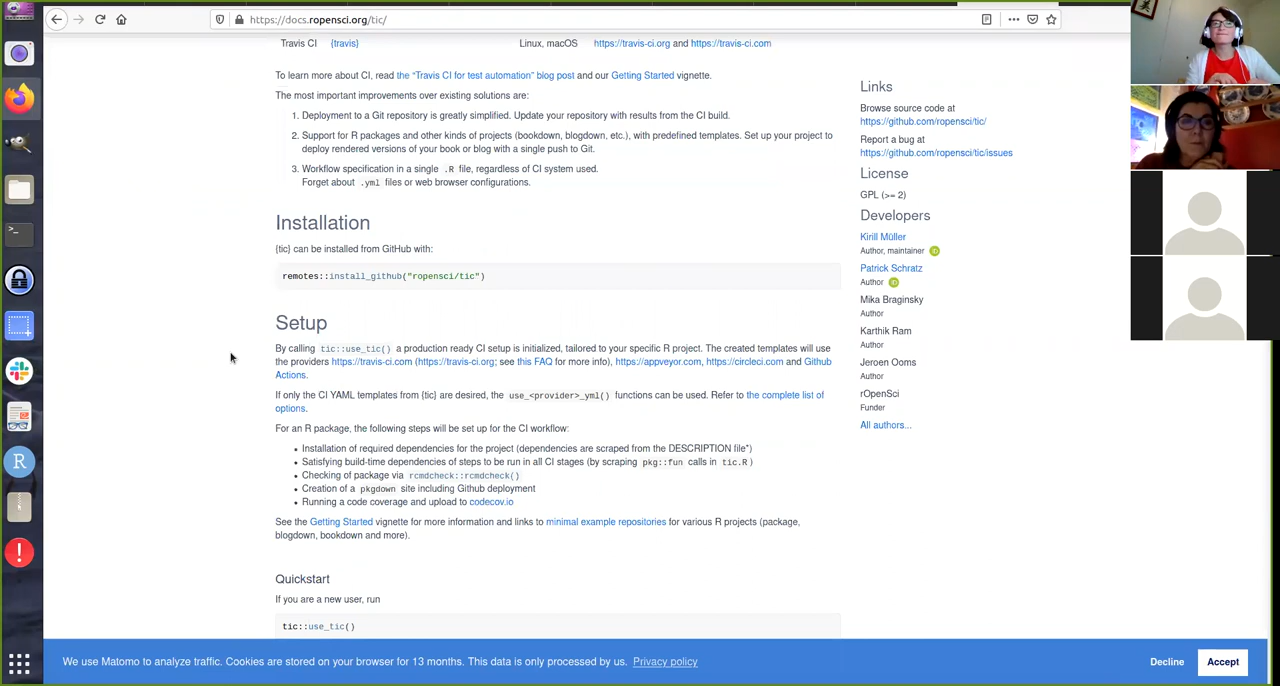 https://docs.ropensci.org/tic/
Travis CI {travis} Linux, macOS https://travis-ci.org and https://travis-ci.com
To learn more about CI, read the “Travis CI for test automation” blog post and our Getting Started vignette.
The most important improvements over existing solutions are:
1. Deployment to a Git repository is greatly simplified. Update your repository with results from the CI build.
2. Support for R packages and other kinds of projects (bookdown, blogdown, etc.), with predefined templates. Set up your project to
deploy rendered versions of your book or blog with a single push to Git.
3. Workflow specification in a single .R file, regardless of CI system used.
Forget about .yml files or web browser configurations.
Installation
{tic} can be installed from GitHub with:
remotes::install_github("ropensci/tic")
Setup
By calling tic::use_tic() a production ready CI setup is initialized, tailored to your specific R project. The created templates will use
the providers https://travis-ci.com (https://travis-ci.org; see this FAQ for more info), https://appveyor.com, https://circleci.com and Github
Actions.
If only the CI YAML templates from {tic} are desired, the use_<provider>_yml() functions can be used. Refer to the complete list of
options.
For an R package, the following steps will be set up for the CI workflow:
• Installation of required dependencies for the project (dependencies are scraped from the DESCRIPTION file*)
• Satisfying build-time dependencies of steps to be run in all CI stages (by scraping pkg::fun calls in tic.R)
• Checking of package via rcmdcheck::rcmdcheck()
• Creation of a pkgdown site including Github deployment
• Running a code coverage and upload to codecov.io
See the Getting Started vignette for more information and links to minimal example repositories for various R projects (package,
blogdown, bookdown and more).
Quickstart
If you are a new user, run
tic::use_tic()
Links
Browse source code at
https://github.com/ropensci/tic/
Report a bug at
https://github.com/ropensci/tic/issues
License
GPL (>= 2)
Developers
Kirill Müller
Author, maintainer iD
Patrick Schratz
Author iD
Mika Braginsky
Author
Karthik Ram
Author
Jeroen Ooms
Author
rOpenSci
Funder
All authors...
We use Matomo to analyze traffic. Cookies are stored on your browser for 13 months. This data is only processed by us. Privacy policy
Decline Accept
>_
R
!